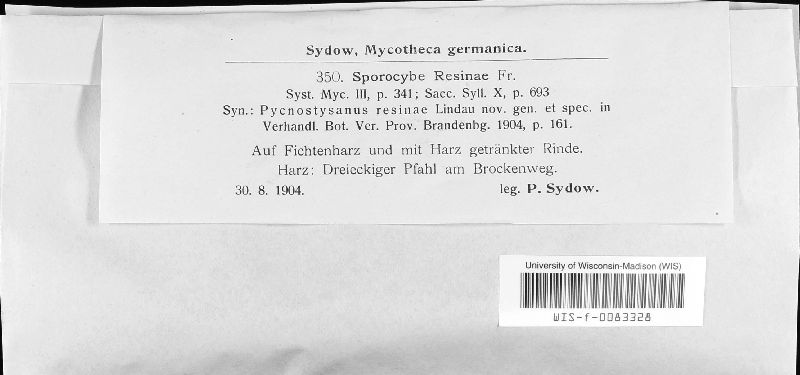 Sydow, Mycotheca germanica.
350. Sporocybe Resinae Fr.
Syst. Myc. III, p. 341; Sacc. Syll. X, p. 693
Syn.: Pycnostysanus resinae Lindau nov. gen. et spec. in
Verhandl. Bot. Ver. Prov. Brandenbg. 1904, p. 161.
Auf Fichtenharz und mit Harz getränkter Rinde.
Harz: Dreieckiger Pfahl am Brockenweg.
30. 8. 1904. leg. P. Sydow.
University of Wisconsin-Madison (WIS)
WIS-f-0083328